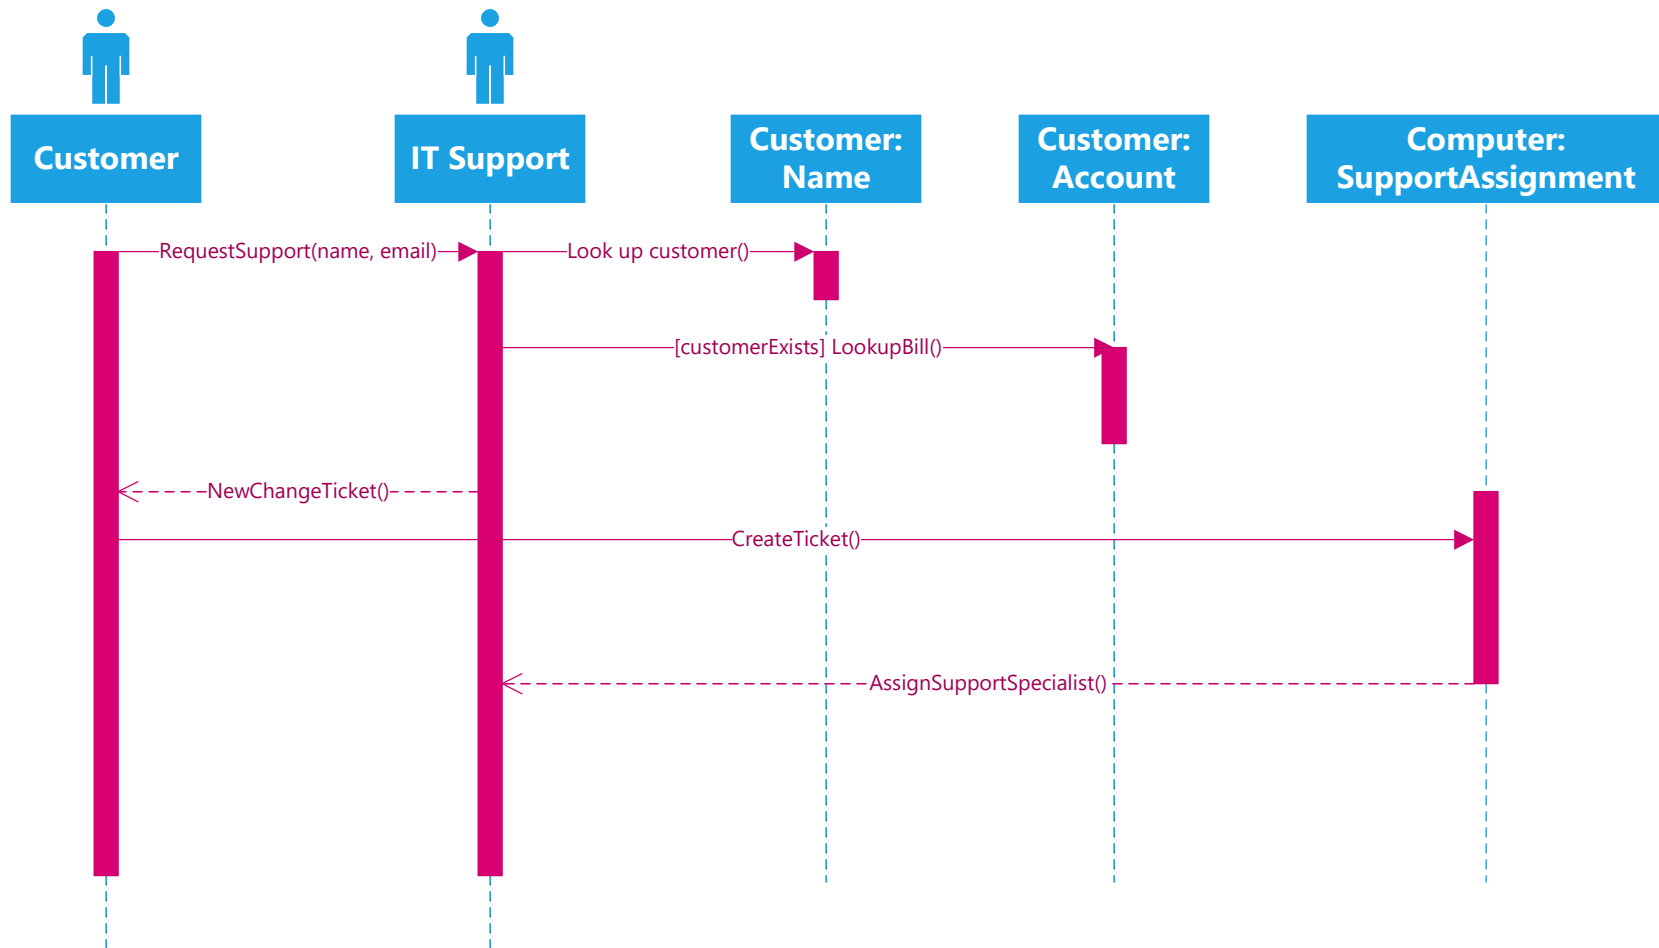 Customer
IT Support
Customer:
Name
Customer:
Account
Computer:
SupportAssignment
RequestSupport(name, email)
Look up customer()
[customerExists] LookupBill()
NewChangeTicket()
CreateTicket()
AssignSupportSpecialist()